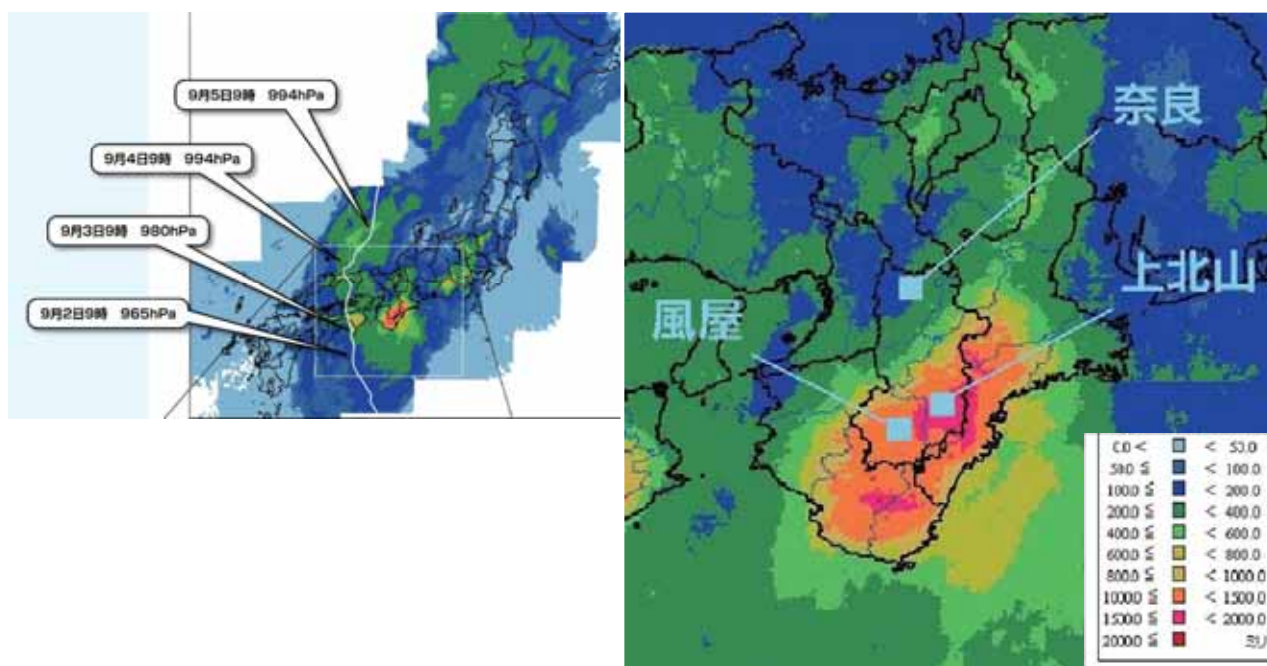 9月5日9時 994hPa
9月4日9時 994hPa
9月3日9時 980hPa
9月2日9時 965hPa
奈良
上北山
風屋
0.0 < < 50.0
50.0 ≦ < 100.0
100.0 ≦ < 200.0
200.0 ≦ < 400.0
400.0 ≦ < 600.0
600.0 ≦ < 800.0
800.0 ≦ < 1000.0
1000.0 ≦ < 1500.0
1500.0 ≦ < 2000.0
2000.0 ≦ ミリ